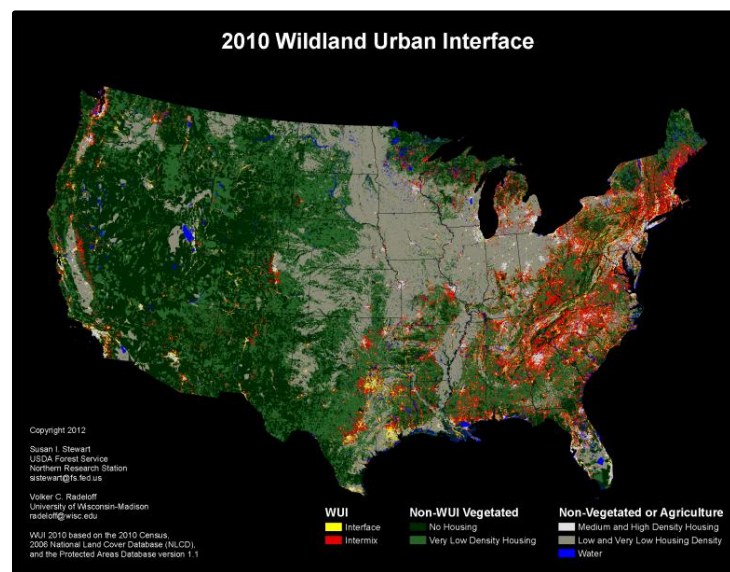 2010 Wildland Urban Interface
Copyright 2012
Susan I. Stewart
USDA Forest Service
Northern Research Station
sistewart@fs.fed.us
Volker C. Radeloff
University of Wisconsin-Madison
radeloff@wisc.edu
WUI 2010 based on the 2010 Census,
2006 National Land Cover Database (NLCD),
and the Protected Areas Database version 1.1
WUI
Interface
Intermix
Non-WUI Vegetated
No Housing
Very Low Density Housing
Non-Vegetated or Agriculture
Medium and High Density Housing
Low and Very Low Housing Density
Water